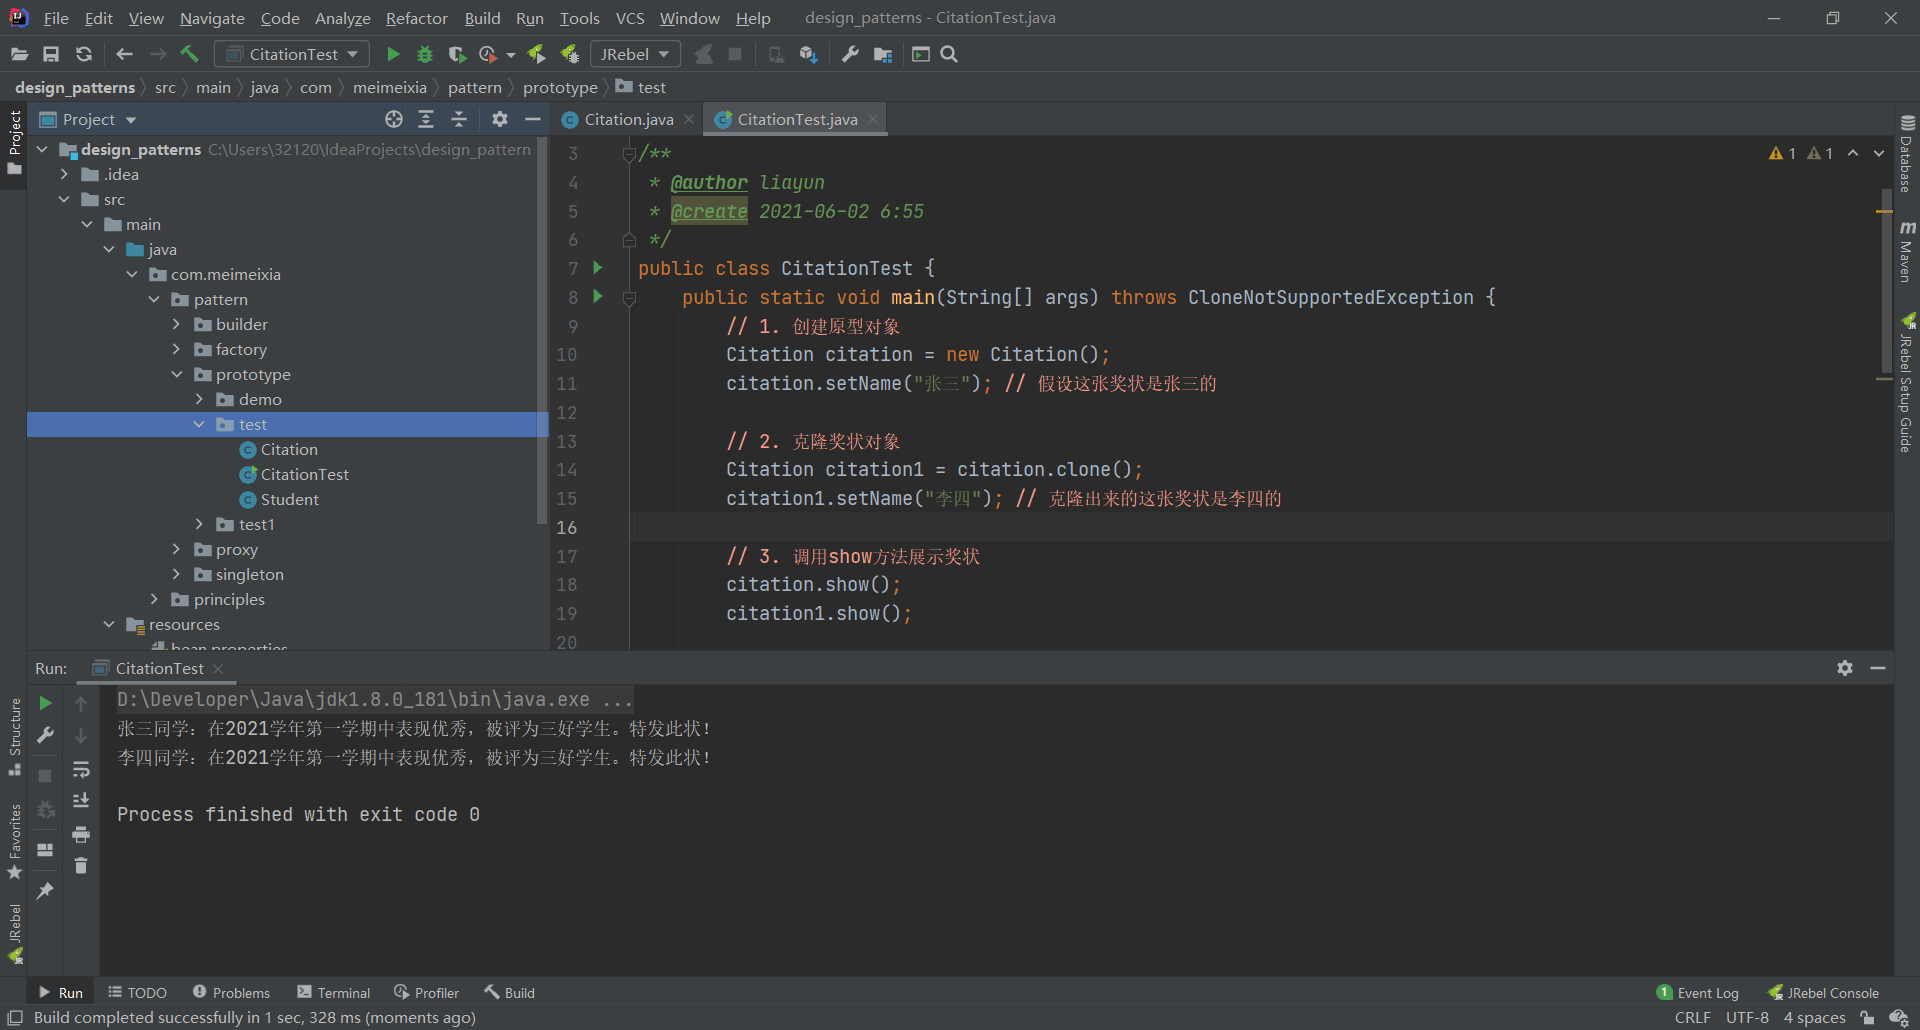 File Edit View Navigate Code Analyze Refactor Build Run Tools VCS Window Help design_patterns - CitationTest.java
CitationTest JRebel
design_patterns src main java com meimeixia pattern prototype test
Project
Citation.java CitationTest.java
design_patterns C:\Users\32120\IdeaProjects\design_pattern
.idea
src
main
java
com.meimeixia
pattern
builder
factory
prototype
demo
test
Citation
CitationTest
Student
test1
proxy
singleton
principles
resources
bean.properties
3 /**
4 * @author liayun
5 * @create 2021-06-02 6:55
6 */
7 public class CitationTest {
8 public static void main(String[] args) throws CloneNotSupportedException {
9 // 1. 创建原型对象
10 Citation citation = new Citation();
11 citation.setName("张三"); // 假设这张奖状是张三的
12
13 // 2. 克隆奖状对象
14 Citation citation1 = citation.clone();
15 citation1.setName("李四"); // 克隆出来的这张奖状是李四的
16
17 // 3. 调用show方法展示奖状
18 citation.show();
19 citation1.show();
20
1 1
Project
Structure
Favorites
JRebel
Database
Maven
JRebel Setup Guide
Run: CitationTest
D:\Developer\Java\jdk1.8.0_181\bin\java.exe ...
张三同学：在2021学年第一学期中表现优秀，被评为三好学生。特发此状！
李四同学：在2021学年第一学期中表现优秀，被评为三好学生。特发此状！
Process finished with exit code 0
Run TODO Problems Terminal Profiler Build 1 Event Log JRebel Console
Build completed successfully in 1 sec, 328 ms (moments ago) CRLF UTF-8 4 spaces